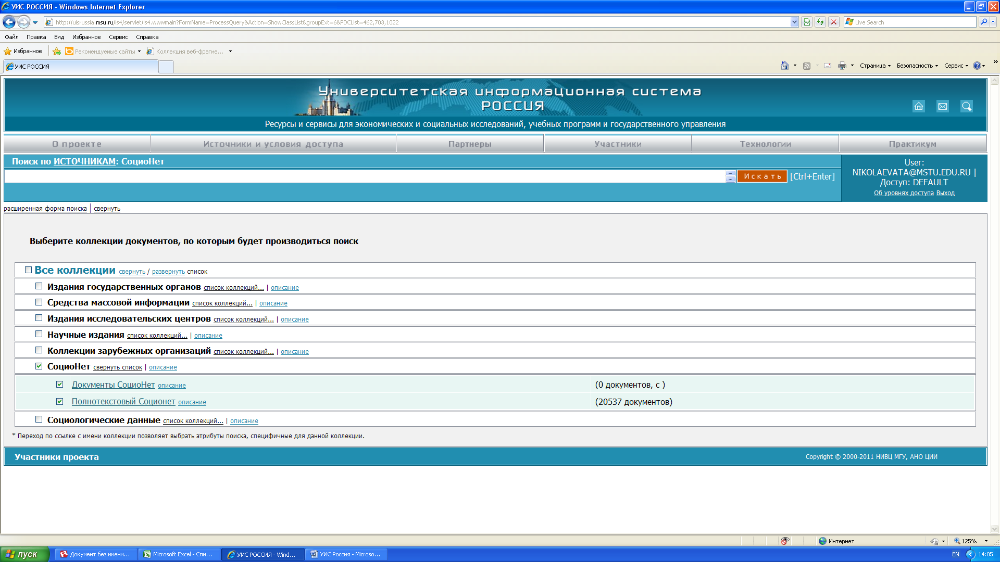 УИС РОССИЯ - Windows Internet Explorer
http://uisrussia.msu.ru/is4/servlet/is4.wwwmain?FormName=ProcessQuery&Action=ShowClassList&groupExt=6&PDCList=462,703,1022
Live Search
Файл Правка Вид Избранное Сервис Справка
Избранное Рекомендуемые сайты Коллекция веб-фрагме...
УИС РОССИЯ
Страница Безопасность Сервис
Университетская информационная система
РОССИЯ
Ресурсы и сервисы для экономических и социальных исследований, учебных программ и государственного управления
О проекте Источники и условия доступа Партнеры Участники Технологии Практикум
Поиск по ИСТОЧНИКАМ: СоциоНет
Искать [Ctrl+Enter]
User:
NIKOLAEVATA@MSTU.EDU.RU |
Доступ: DEFAULT
Об уровнях доступа Выход
расширенная форма поиска | свернуть
Выберите коллекции документов, по которым будет производиться поиск
Все коллекции свернуть / развернуть список
Издания государственных органов список коллекций... | описание
Средства массовой информации список коллекций... | описание
Издания исследовательских центров список коллекций... | описание
Научные издания список коллекций... | описание
Коллекции зарубежных организаций список коллекций... | описание
СоциоНет свернуть список | описание
Документы СоциоНет описание (0 документов, с )
Полнотекстовый Соционет описание (20537 документов)
Социологические данные список коллекций... | описание
* Переход по ссылке с имени коллекции позволяет выбрать атрибуты поиска, специфичные для данной коллекции.
Участники проекта Copyright © 2000-2011 НИВЦ МГУ, АНО ЦИИ
Интернет 125%
пуск Документ без имени... Microsoft Excel - Спи... УИС РОССИЯ - Wind... УИС Россия - Microso... EN 14:05